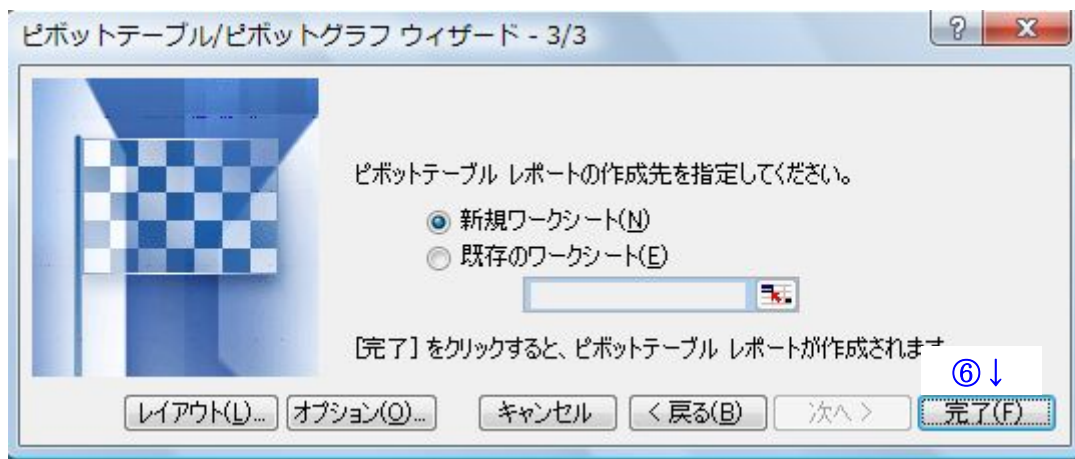 ピボットテーブル/ピボットグラフ ウィザード - 3/3
ピボットテーブル レポートの作成先を指定してください。
新規ワークシート(N)
既存のワークシート(E)
[完了] をクリックすると、ピボットテーブル レポートが作成されます
⑥↓
レイアウト(L)... オプション(O)... キャンセル < 戻る(B) 次へ > 完了(F)